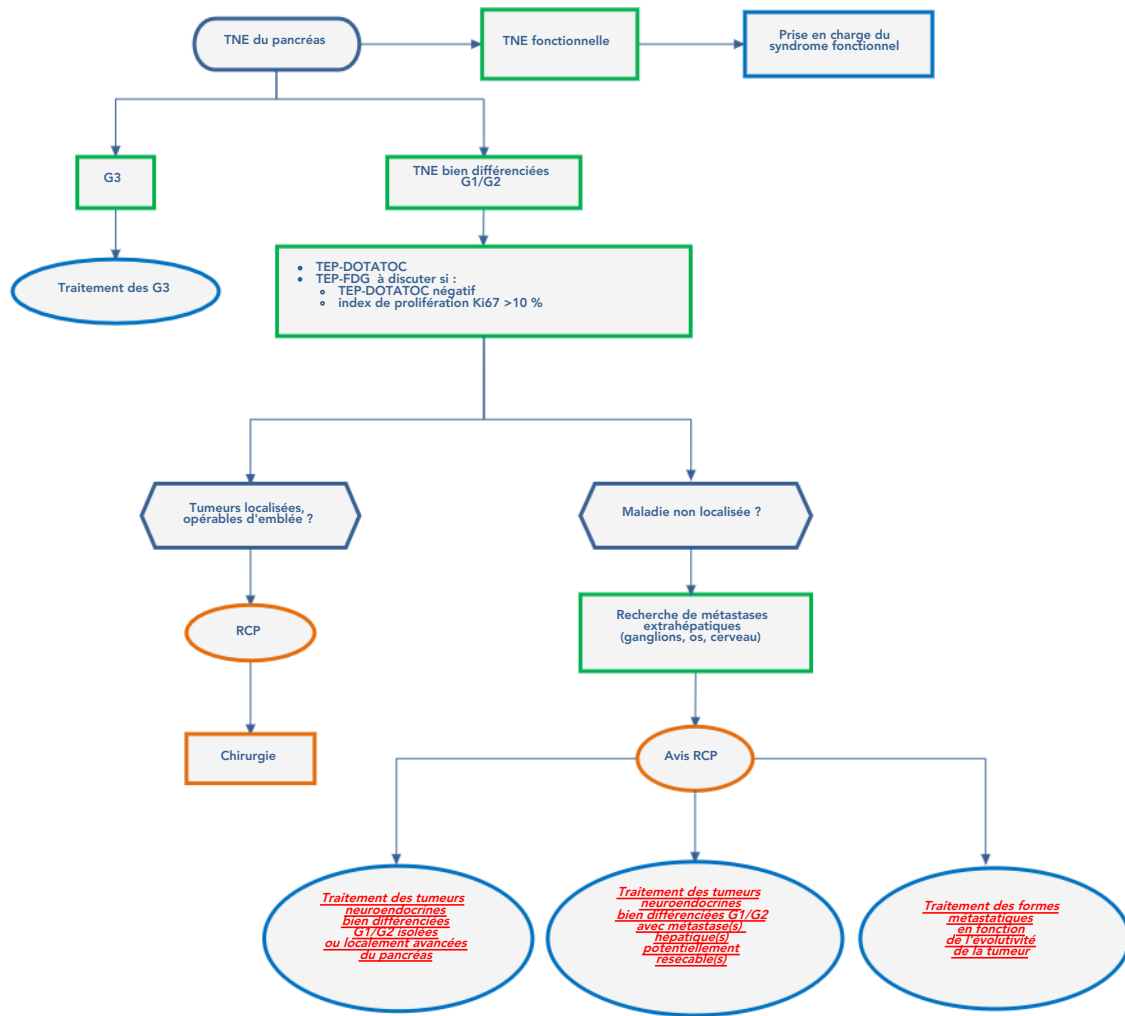 TNE du pancréas
TNE fonctionnelle
Prise en charge du
syndrome fonctionnel
G3
TNE bien différenciées
G1/G2
Traitement des G3
• TEP-DOTATOC
• TEP-FDG à discuter si :
∘ TEP-DOTATOC négatif
∘ index de prolifération Ki67 >10 %
Tumeurs localisées,
opérables d'emblée ?
Maladie non localisée ?
RCP
Recherche de métastases
extrahépatiques
(ganglions, os, cerveau)
Chirurgie
Avis RCP
Traitement des tumeurs
neuroendocrines
bien différenciées
G1/G2 isolées
ou localement avancées
du pancréas
Traitement des tumeurs
neuroendocrines
bien différenciées G1/G2
avec métastase(s)
hépatique(s)
potentiellement
résécable(s)
Traitement des formes
métastatiques
en fonction
de l'évolutivité
de la tumeur